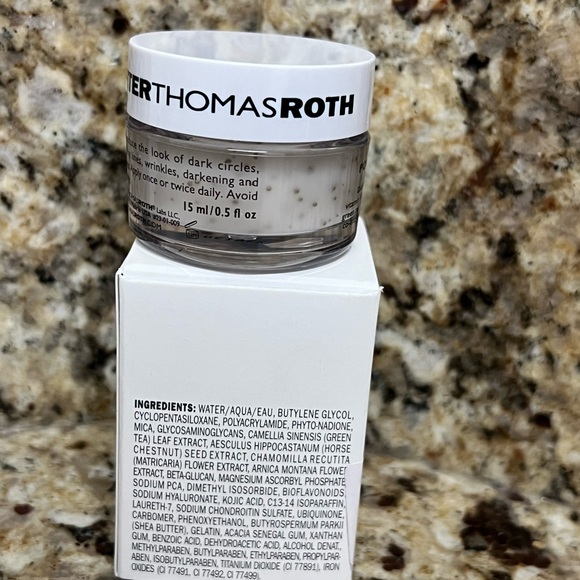 TERTHOMASROTH
the look of dark circles,
wrinkles, darkening and
apply once or twice daily. Avoid
15 ml/0.5 fl oz
ROTH® Labs LLC.
INGREDIENTS: WATER/AQUA/EAU, BUTYLENE GLYCOL,
CYCLOPENTASILOXANE, POLYACRYLAMIDE, PHYTO-NADIONE,
MICA, GLYCOSAMINOGLYCANS, CAMELLIA SINENSIS (GREEN
TEA) LEAF EXTRACT, AESCULUS HIPPOCASTANUM (HORSE
CHESTNUT) SEED EXTRACT, CHAMOMILLA RECUTITA
(MATRICARIA) FLOWER EXTRACT, ARNICA MONTANA FLOWER
EXTRACT, BETA-GLUCAN, MAGNESIUM ASCORBYL PHOSPHATE,
SODIUM PCA, DIMETHYL ISOSORBIDE, BIOFLAVONOIDS,
SODIUM HYALURONATE, KOJIC ACID, C13-14 ISOPARAFFIN,
LAURETH-7, SODIUM CHONDROITIN SULFATE, UBIQUINONE,
CARBOMER, PHENOXYETHANOL, BUTYROSPERMUM PARKII
(SHEA BUTTER), GELATIN, ACACIA SENEGAL GUM, XANTHAN
GUM, BENZOIC ACID, DEHYDROACETIC ACID, ALCOHOL DENAT.,
METHYLPARABEN, BUTYLPARABEN, ETHYLPARABEN, PROPYLPAR-
ABEN, ISOBUTYLPARABEN, TITANIUM DIOXIDE (CI 77891), IRON
OXIDES (CI 77491, CI 77492, CI 77499).